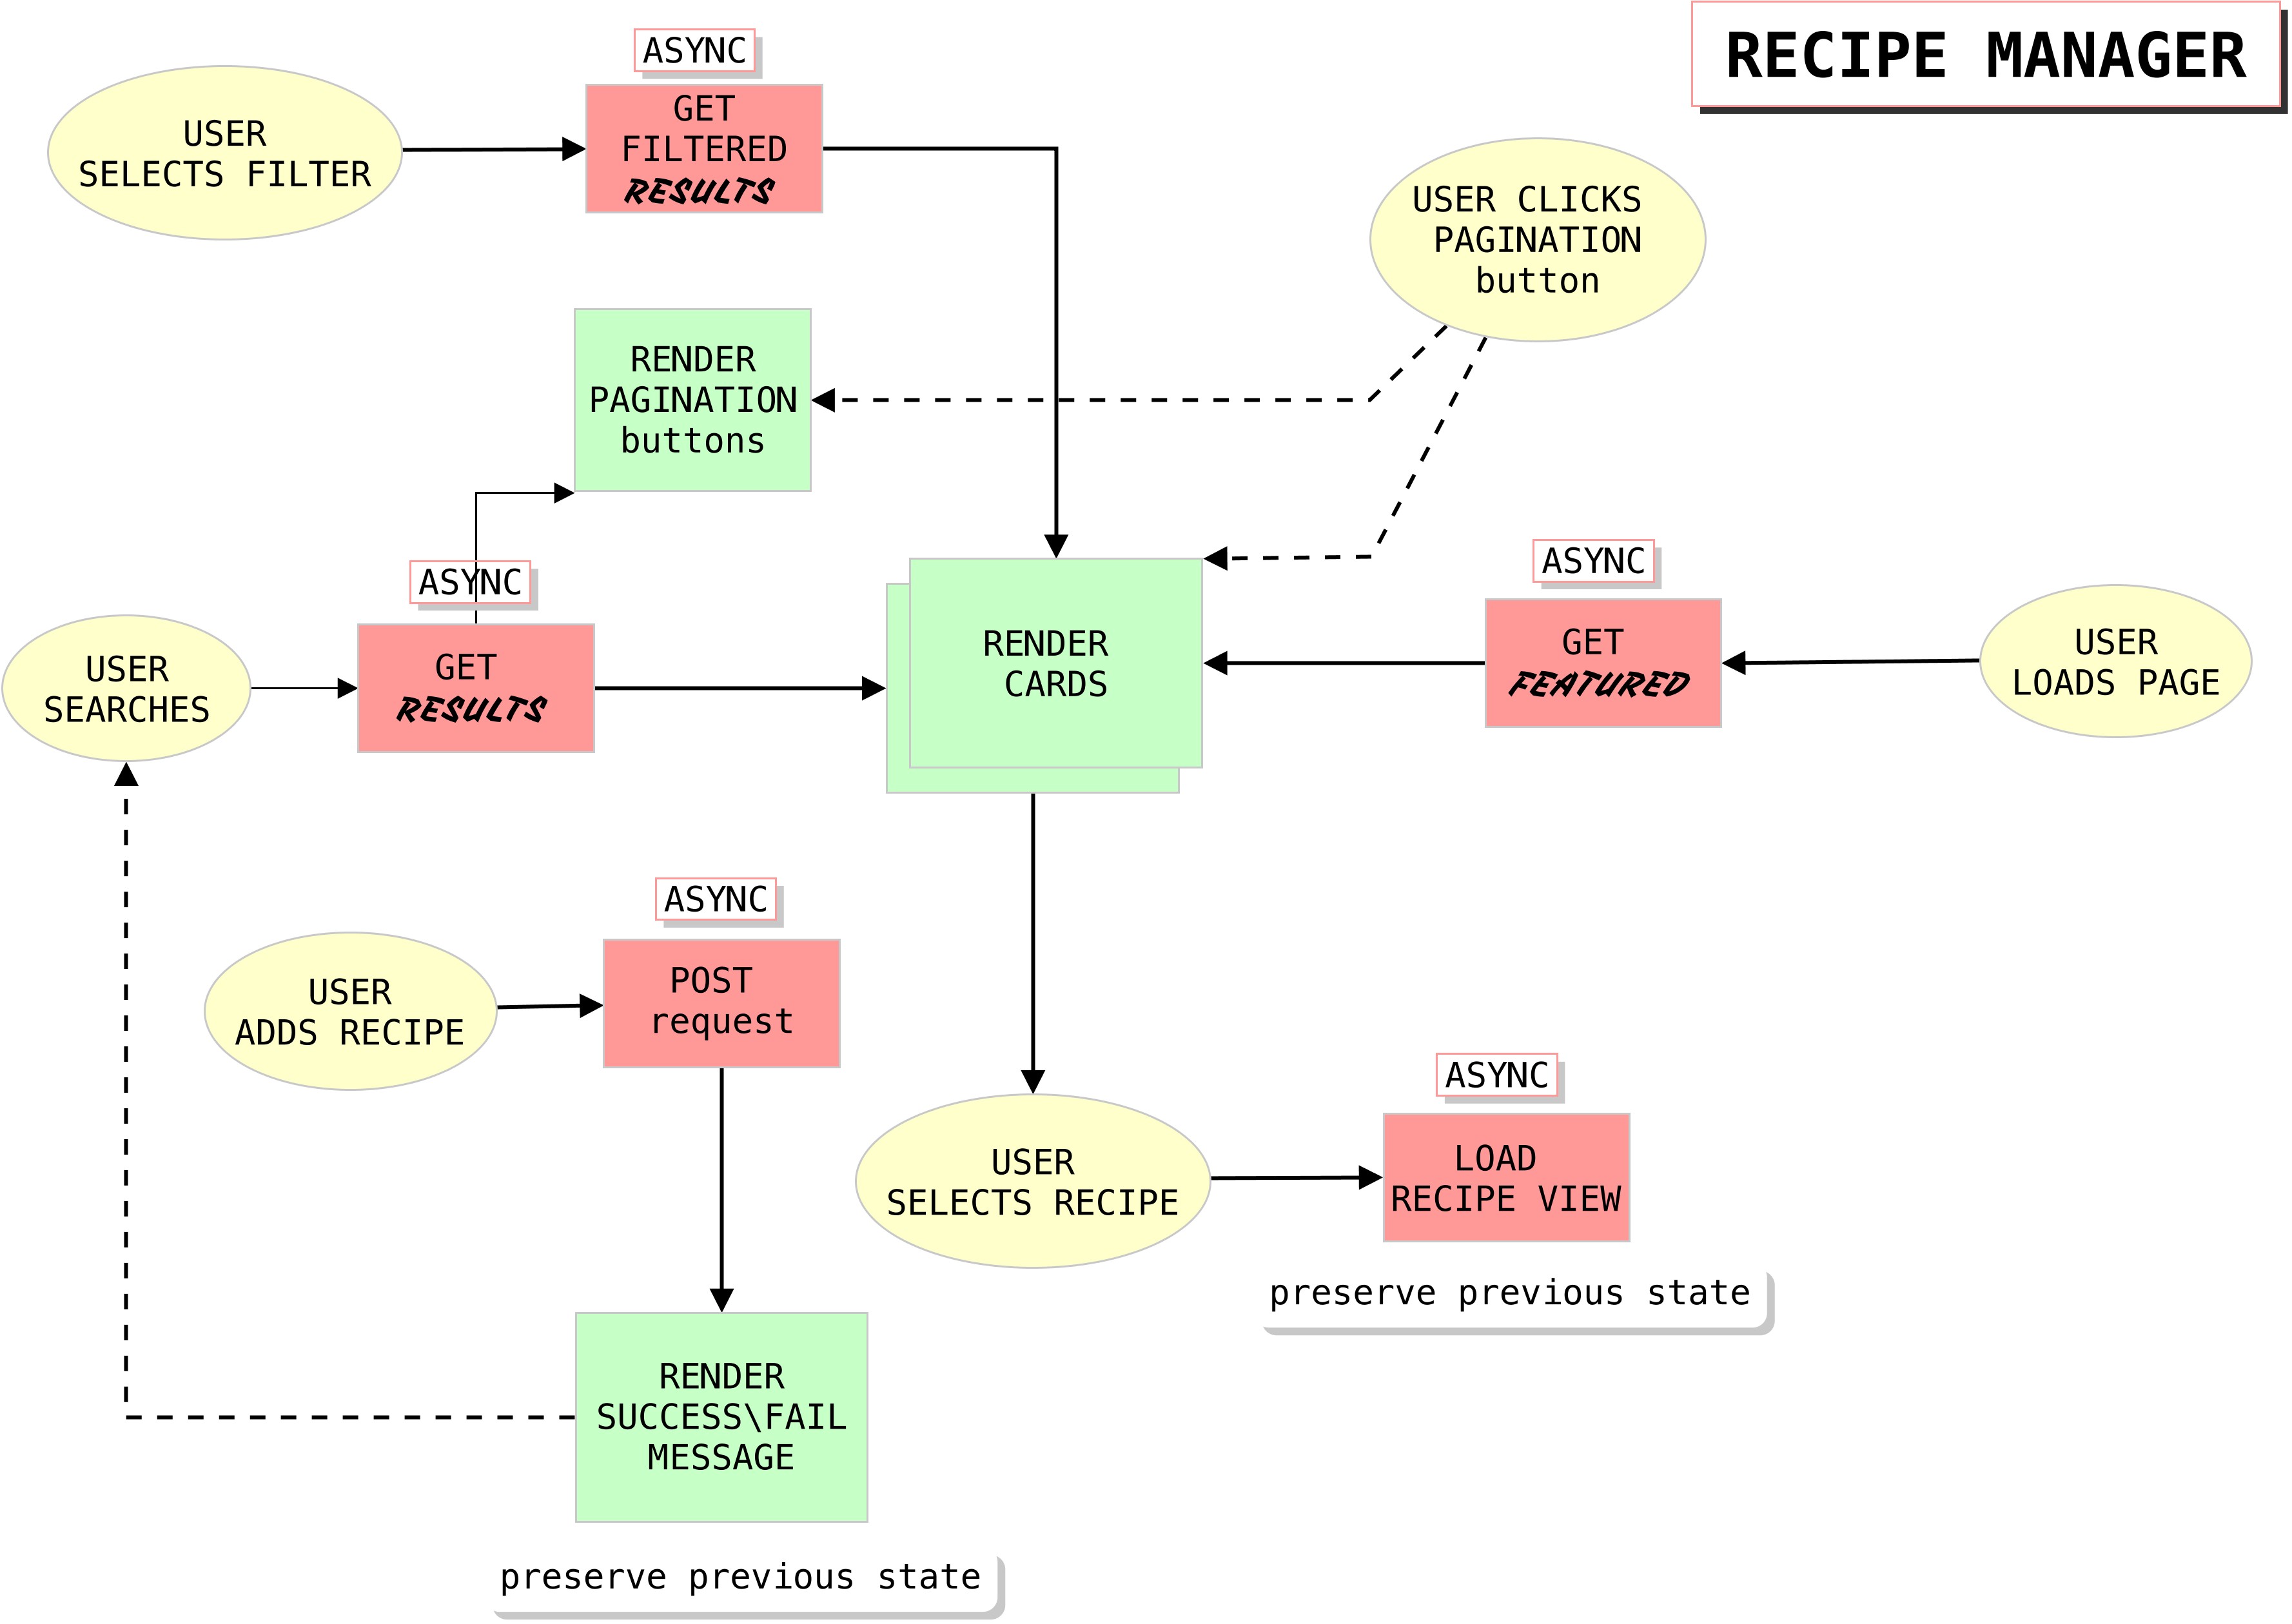 RECIPE MANAGER
ASYNC
GET
FILTERED
RESULTS
USER
SELECTS FILTER
USER CLICKS
PAGINATION
button
RENDER
PAGINATION
buttons
ASYNC
USER
SEARCHES
GET
RESULTS
RENDER
CARDS
ASYNC
GET
FEATURED
USER
LOADS PAGE
ASYNC
USER
ADDS RECIPE
POST
request
ASYNC
USER
SELECTS RECIPE
LOAD
RECIPE VIEW
preserve previous state
RENDER
SUCCESS\FAIL
MESSAGE
preserve previous state